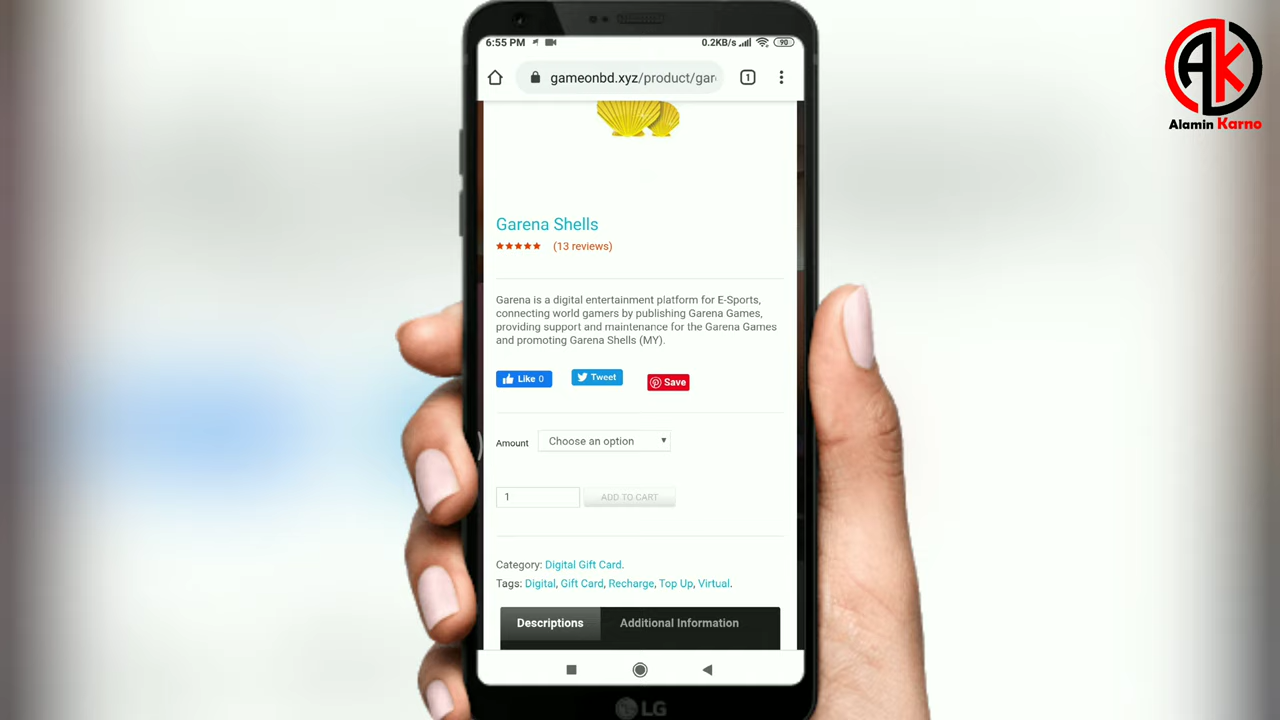 6:55 PM 0.2KB/s 90
gameonbd.xyz/product/gar 1
Garena Shells
(13 reviews)
Garena is a digital entertainment platform for E-Sports,
connecting world gamers by publishing Garena Games,
providing support and maintenance for the Garena Games
and promoting Garena Shells (MY).
Like 0 Tweet Save
Amount Choose an option
1 ADD TO CART
Category: Digital Gift Card.
Tags: Digital, Gift Card, Recharge, Top Up, Virtual.
Descriptions Additional Information
LG
AK
Alamin Karno